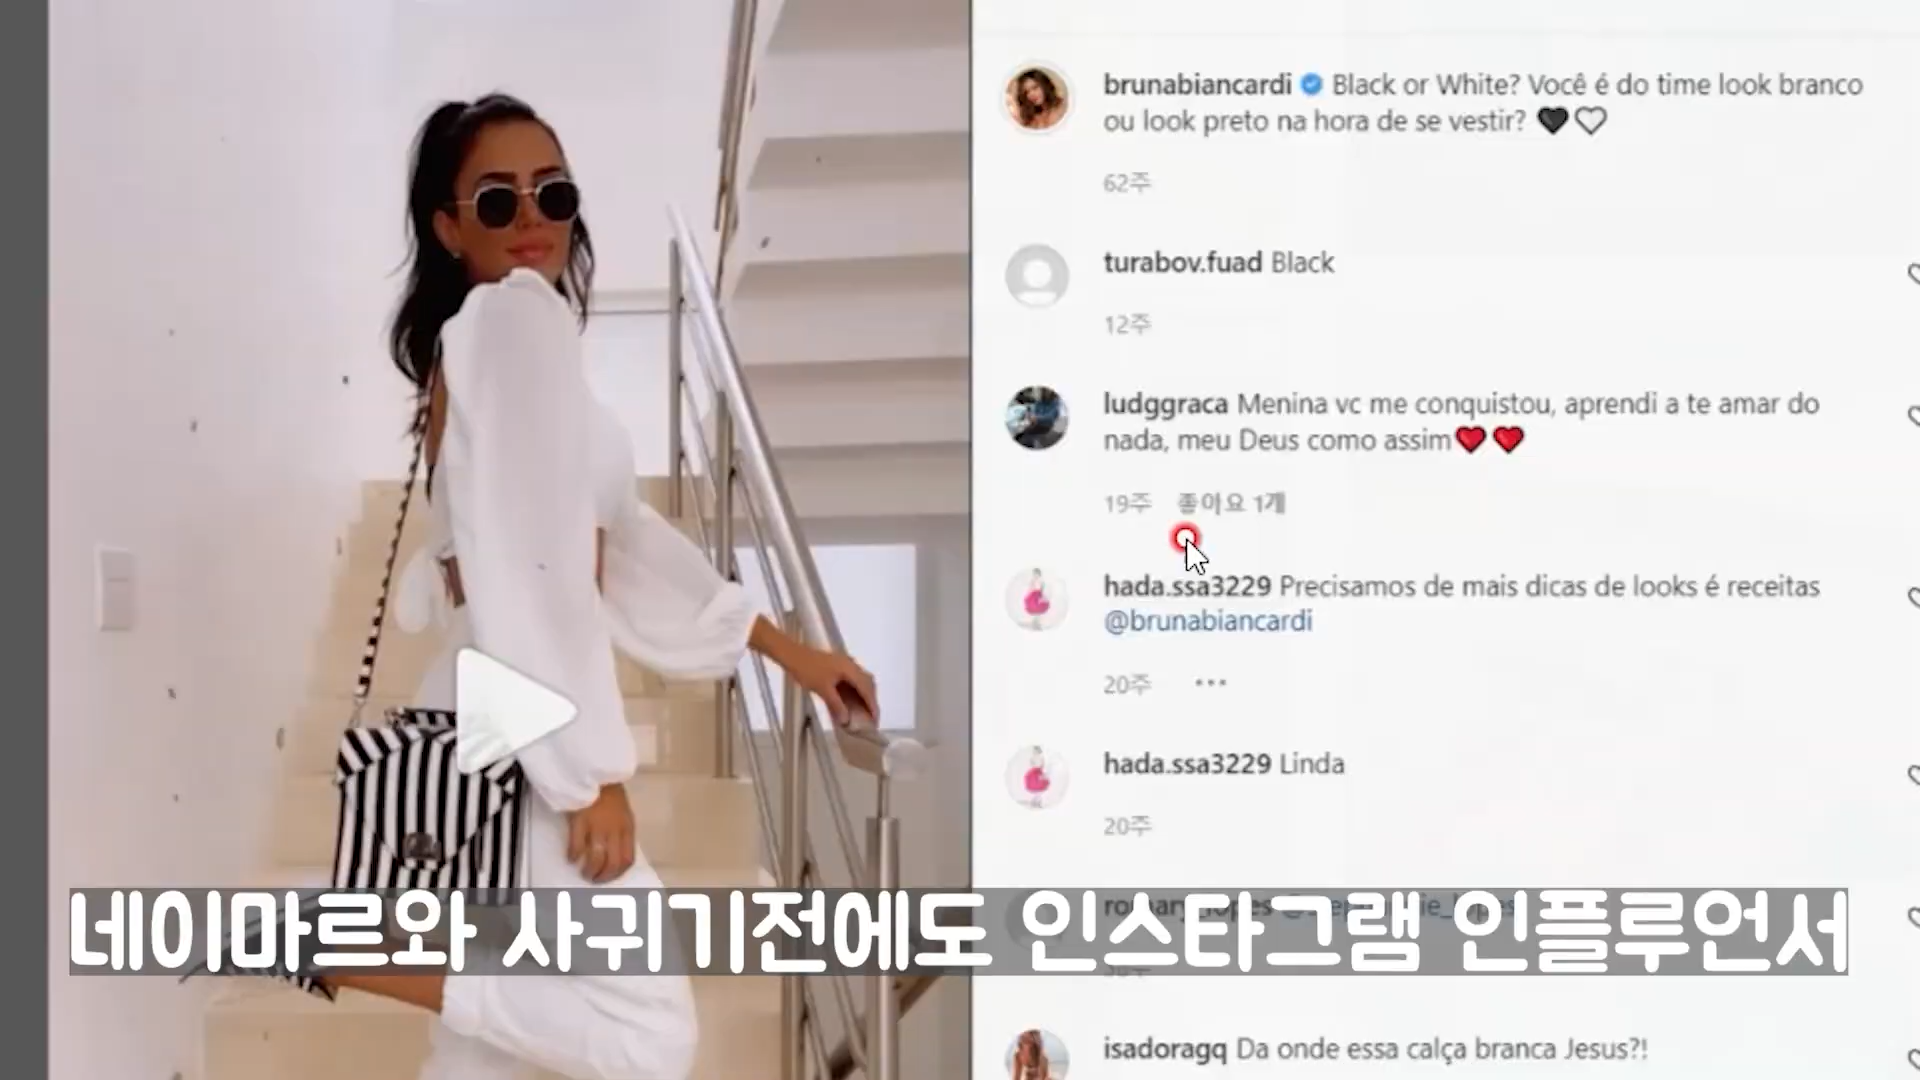 brunabiancardi Black or White? Você é do time look branco
ou look preto na hora de se vestir? 🖤🤍
62주
turabov.fuad Black
12주
ludggraca Menina vc me conquistou, aprendi a te amar do
nada, meu Deus como assim❤️❤️
19주 좋아요 1개
hada.ssa3229 Precisamos de mais dicas de looks é receitas
@brunabiancardi
20주 •••
hada.ssa3229 Linda
20주
네이마르와 사귀기전에도 인스타그램 인플루언서
isadoragq Da onde essa calça branca Jesus?!